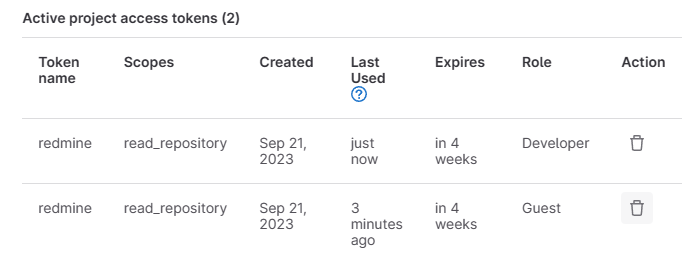 Active project access tokens (2)
Token name Scopes Created Last Used Expires Role Action
redmine read_repository Sep 21, 2023 just now in 4 weeks Developer
redmine read_repository Sep 21, 2023 3 minutes ago in 4 weeks Guest